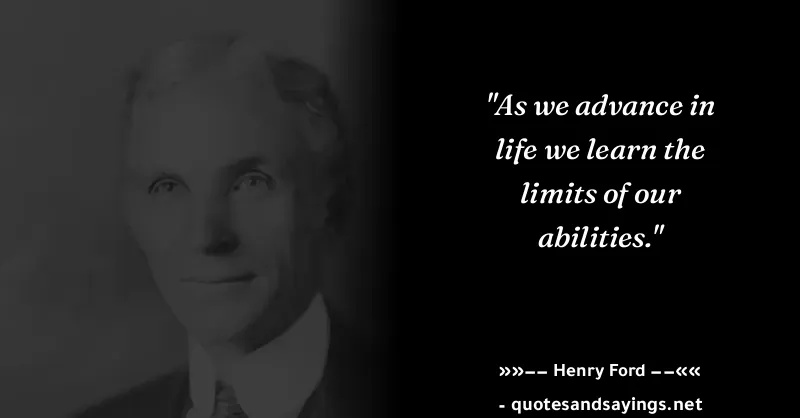 "As we advance in
life we learn the
limits of our
abilities."
»»–– Henry Ford ––««
- quotesandsayings.net